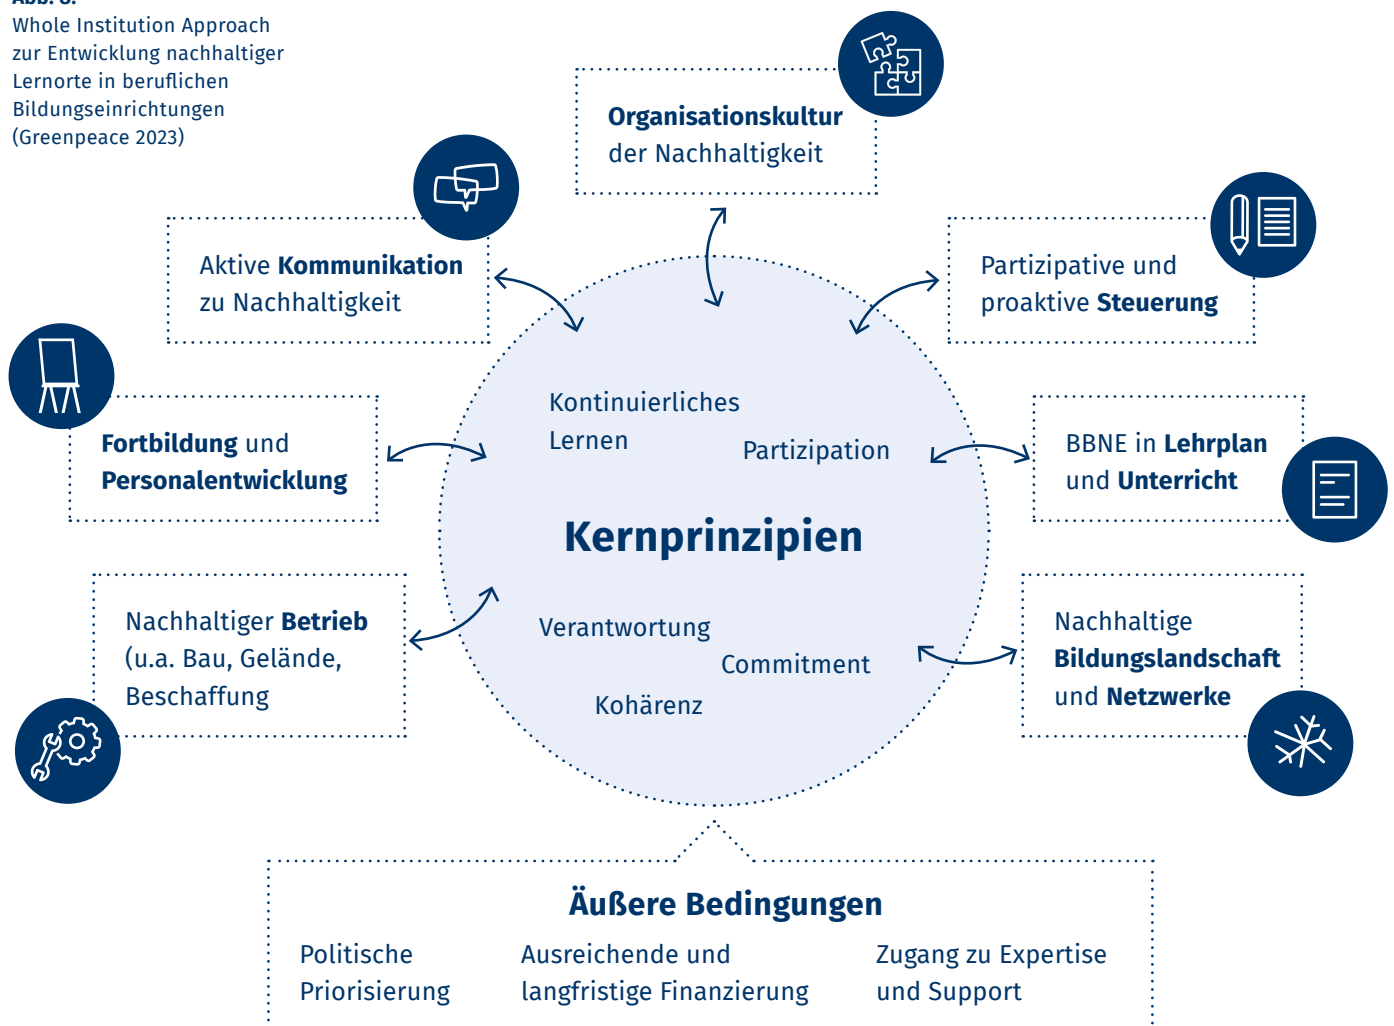 Abb. 8:
Whole Institution Approach
zur Entwicklung nachhaltiger
Lernorte in beruflichen
Bildungseinrichtungen
(Greenpeace 2023)
Organisationskultur
der Nachhaltigkeit
Aktive Kommunikation
zu Nachhaltigkeit
Partizipative und
proaktive Steuerung
Fortbildung und
Personalentwicklung
BBNE in Lehrplan
und Unterricht
Nachhaltiger Betrieb
(u.a. Bau, Gelände,
Beschaffung
Nachhaltige
Bildungslandschaft
und Netzwerke
Kontinuierliches
Lernen
Partizipation
Kernprinzipien
Verantwortung
Commitment
Kohärenz
Äußere Bedingungen
Politische
Priorisierung
Ausreichende und
langfristige Finanzierung
Zugang zu Expertise
und Support